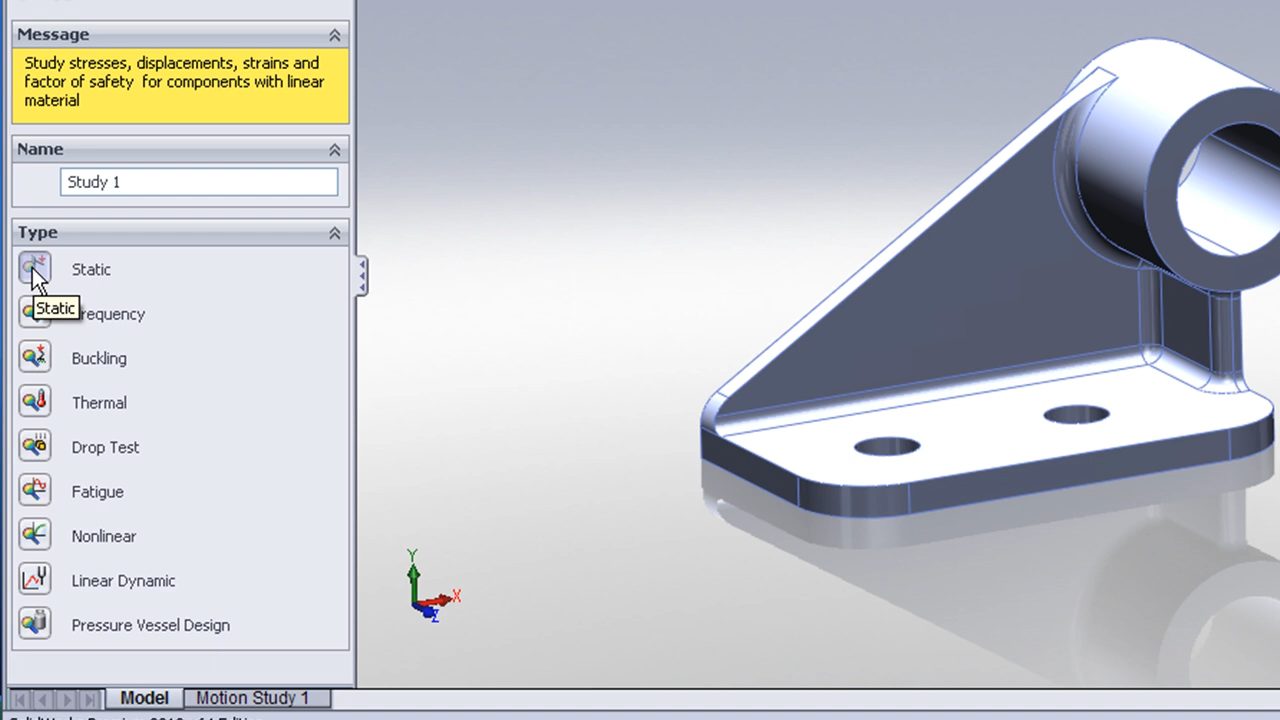 Message
Study stresses, displacements, strains and
factor of safety for components with linear
material
Name
Study 1
Type
Static
Static
requency
Buckling
Thermal
Drop Test
Fatigue
Nonlinear
Linear Dynamic
Pressure Vessel Design
Y
X
Z
Model
Motion Study 1